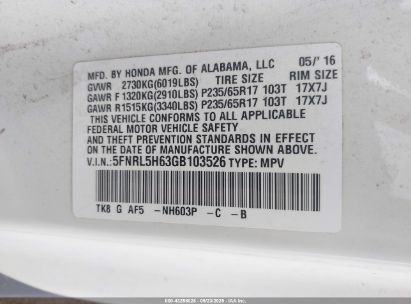 MFD. BY HONDA MFG. OF ALABAMA, LLC 05/ '16
GVWR 2730KG(6019LBS) TIRE SIZE RIM SIZE
GAWR F 1320KG(2910LBS) P235/65R17 103T 17X7J
GAWR R1515KG(3340LBS) P235/65R17 103T 17X7J
THIS VEHICLE CONFORMS TO ALL APPLICABLE
FEDERAL MOTOR VEHICLE SAFETY, BUMPER,
AND THEFT PREVENTION STANDARDS IN EFFECT
ON THE DATE OF MANUFACTURE SHOWN ABOVE.
V.I.N: 5FNRL5H63GB103526 TYPE: MPV
TK8 G AF5 -NH603P -C -B